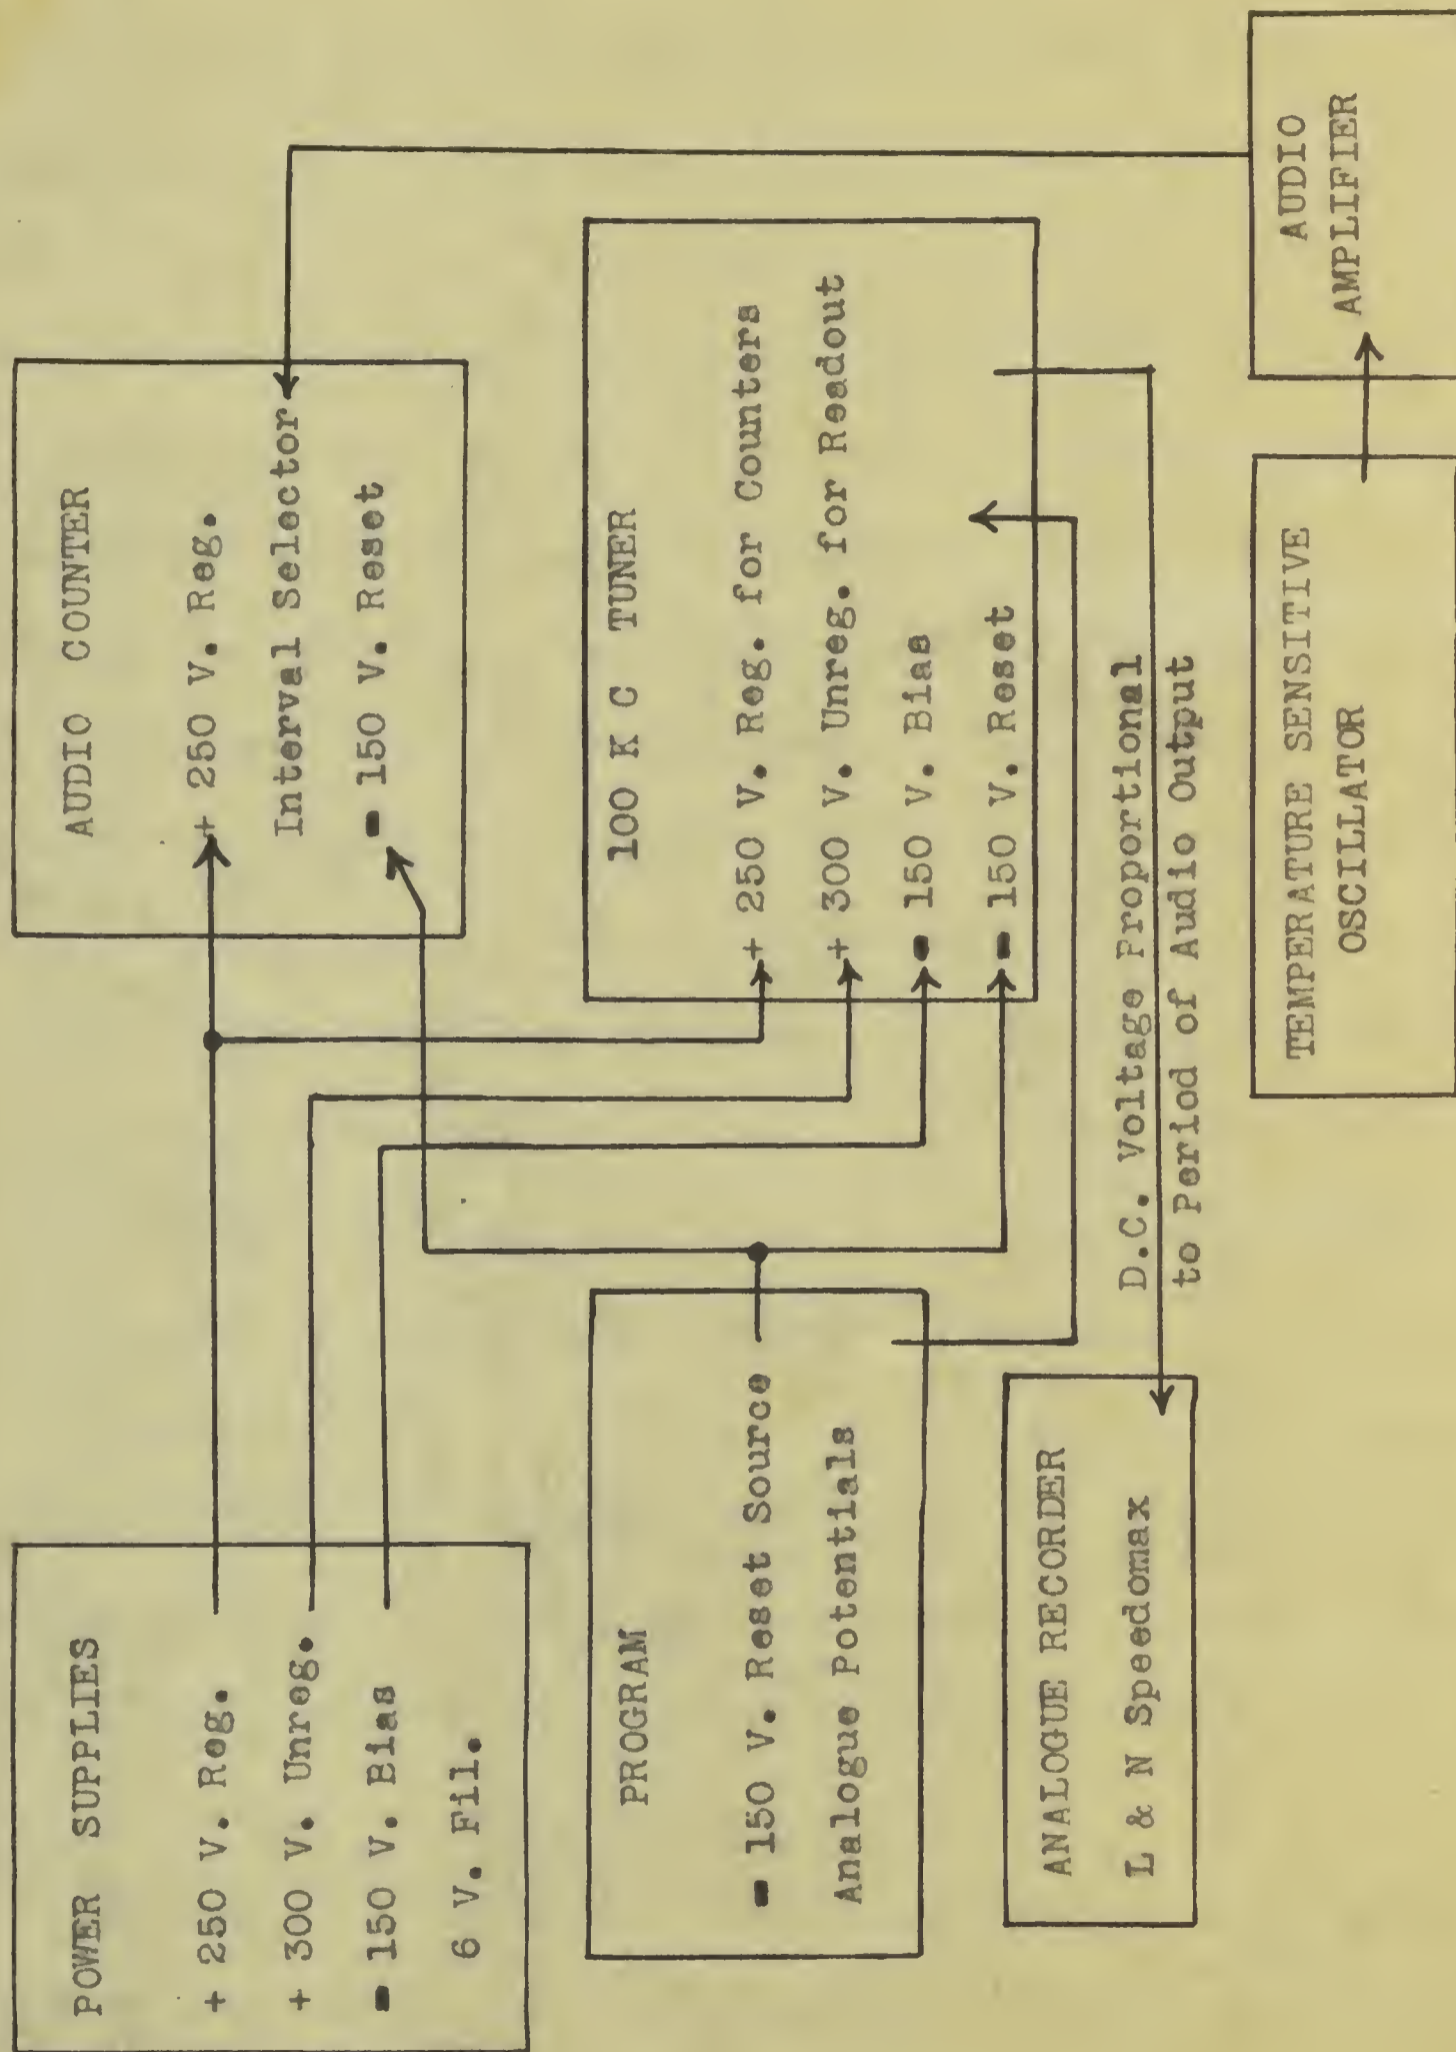 POWER SUPPLIES
+ 250 V. Reg.
+ 300 V. Unreg.
- 150 V. Bias
6 V. Fil.
AUDIO COUNTER
+ 250 V. Reg.
Interval Selector
- 150 V. Reset
PROGRAM
- 150 V. Reset Source
Analogue Potentials
100 K C TUNER
+ 250 V. Reg. for Counters
+ 300 V. Unreg. for Readout
- 150 V. Bias
- 150 V. Reset
ANALOGUE RECORDER
L & N Speedomax
D.C. Voltage Proportional
to Period of Audio Output
TEMPERATURE SENSITIVE
OSCILLATOR
AUDIO
AMPLIFIER